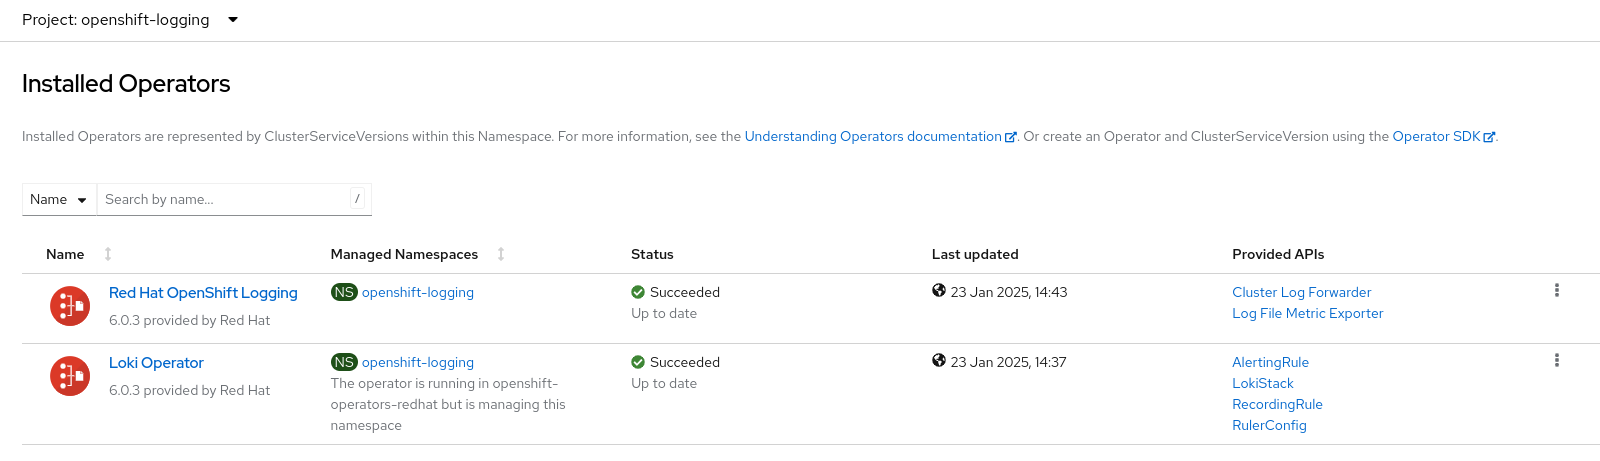 Project: openshift-logging
Installed Operators
Installed Operators are represented by ClusterServiceVersions within this Namespace. For more information, see the Understanding Operators documentation. Or create an Operator and ClusterServiceVersion using the Operator SDK.
Name Search by name... /
Name Managed Namespaces Status Last updated Provided APIs
Red Hat OpenShift Logging NS openshift-logging Succeeded 23 Jan 2025, 14:43 Cluster Log Forwarder
6.0.3 provided by Red Hat Up to date Log File Metric Exporter
Loki Operator NS openshift-logging Succeeded 23 Jan 2025, 14:37 AlertingRule
6.0.3 provided by Red Hat The operator is running in openshift- Up to date LokiStack
operators-redhat but is managing this RecordingRule
namespace RulerConfig